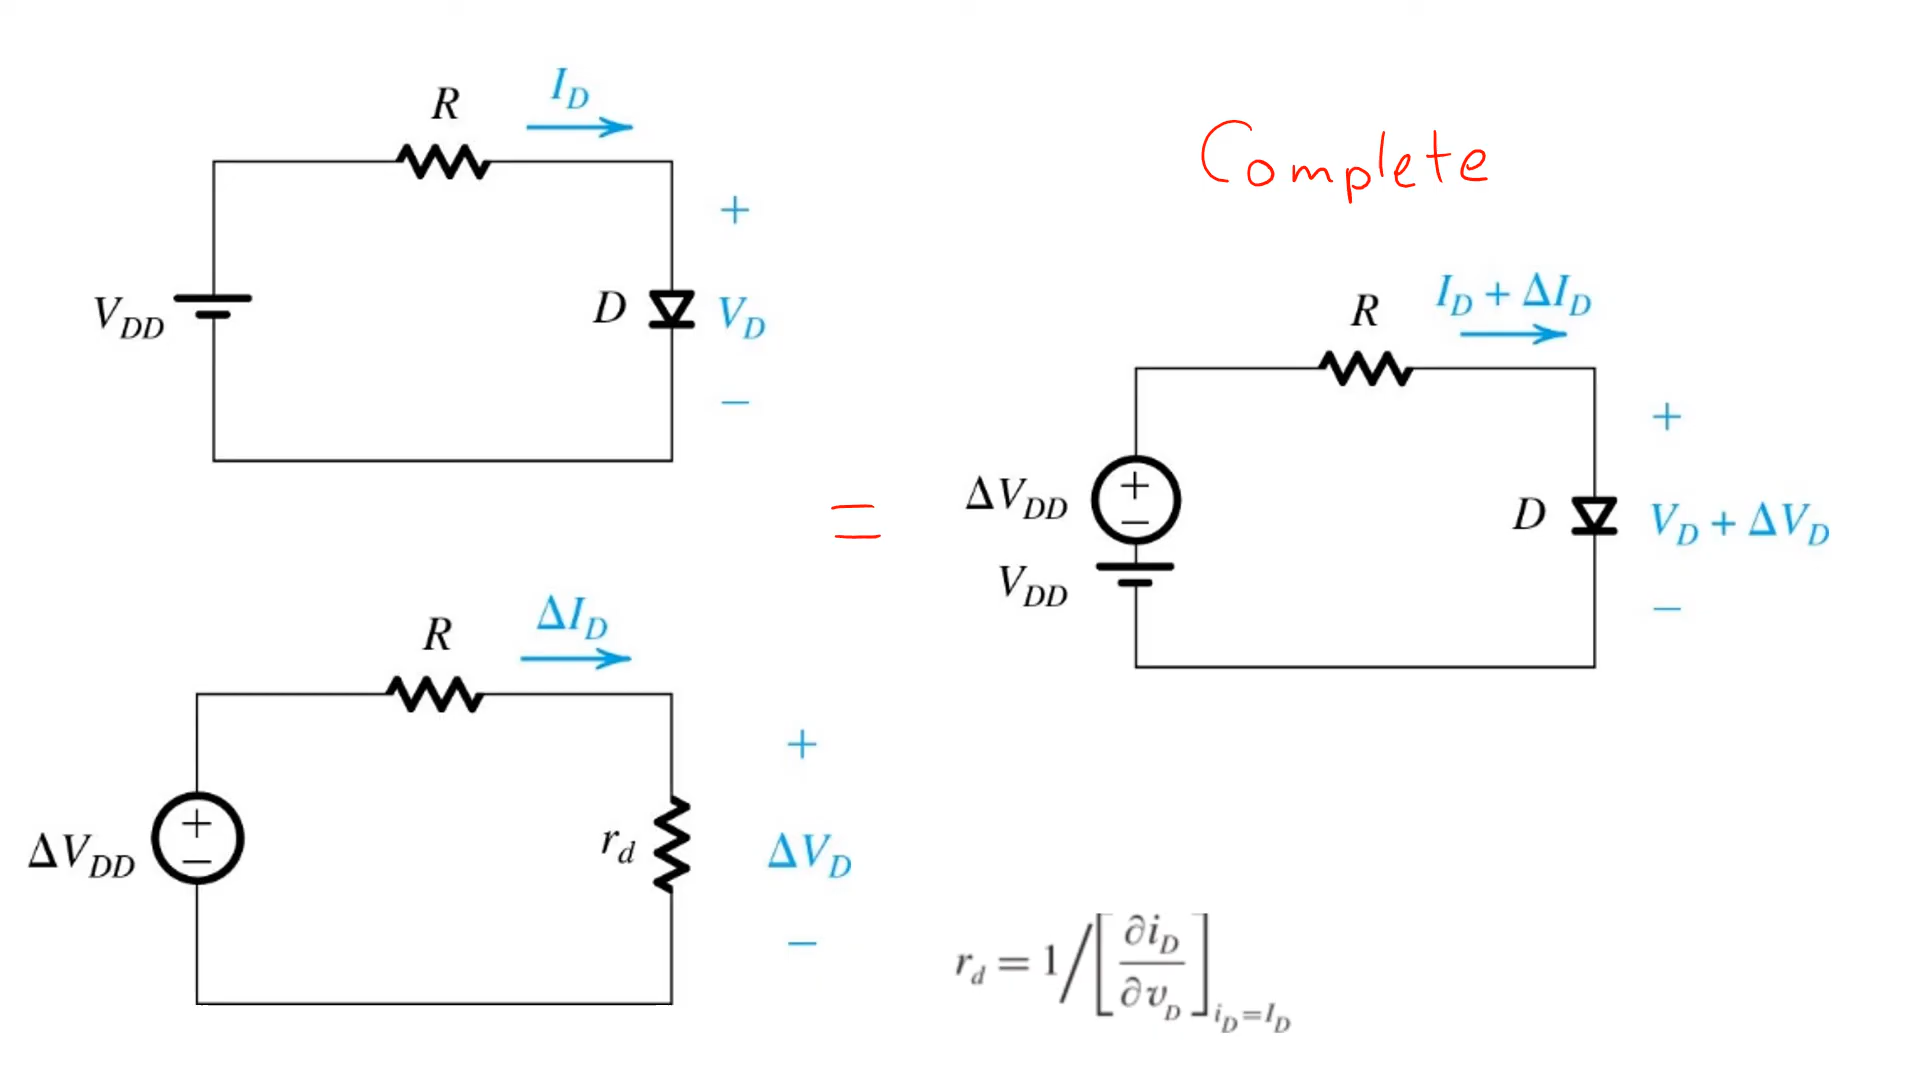 R
I_D
+
V_DD
D
V_D
−
Complete
=
R
I_D + ΔI_D
+
ΔV_DD
+
−
V_DD
D
V_D + ΔV_D
−
R
ΔI_D
+
ΔV_DD
+
−
r_d
ΔV_D
−
r_d = 1/[∂i_D/∂v_D]_{i_D=I_D}